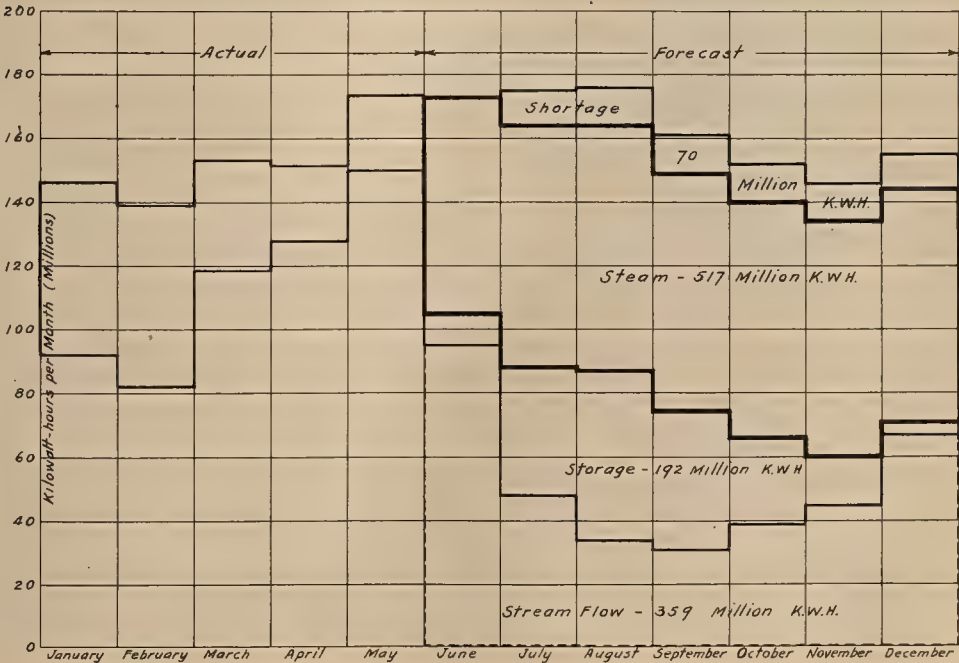 200
180
160
140
120
100
80
60
40
20
0
Kilowatt-hours per Month (Millions)
Actual
Forecast
Shortage
70
Million
K.W.H.
Steam - 517 Million K.W.H.
Storage - 192 Million K.W.H
Stream Flow - 359 Million K.W.H.
January February March April May June July August September October November December